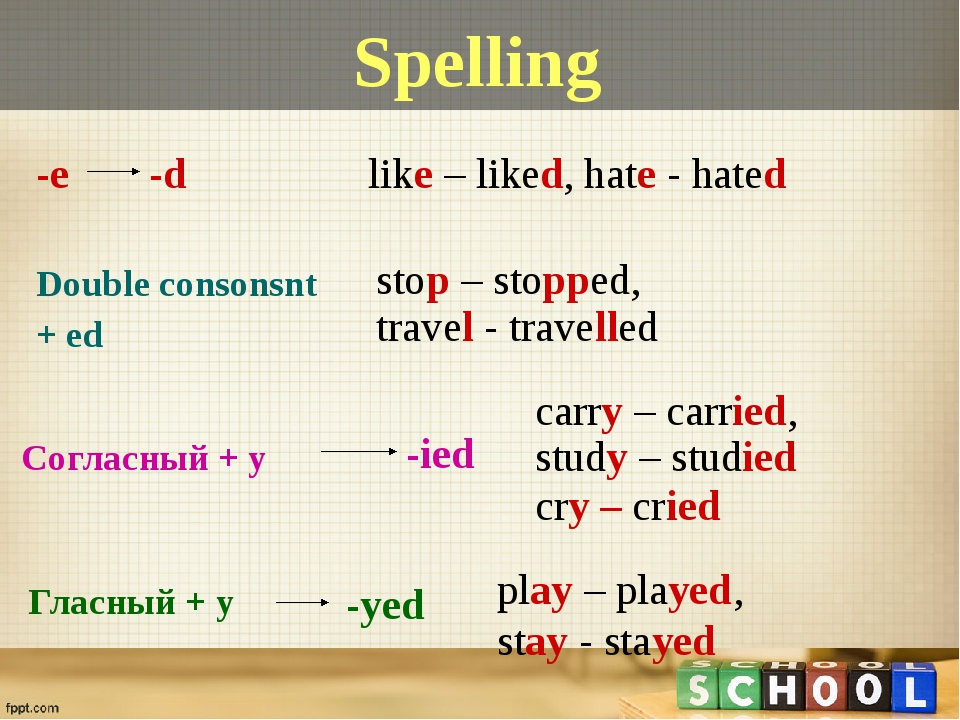 Spelling
-e -d like – liked, hate - hated
Double consonsnt
+ ed
stop – stopped,
travel - travelled
Согласный + y -ied
carry – carried,
study – studied
cry – cried
Гласный + y -yed
play – played,
stay - stayed
SCHOOL
SCHOOL
fppt.com